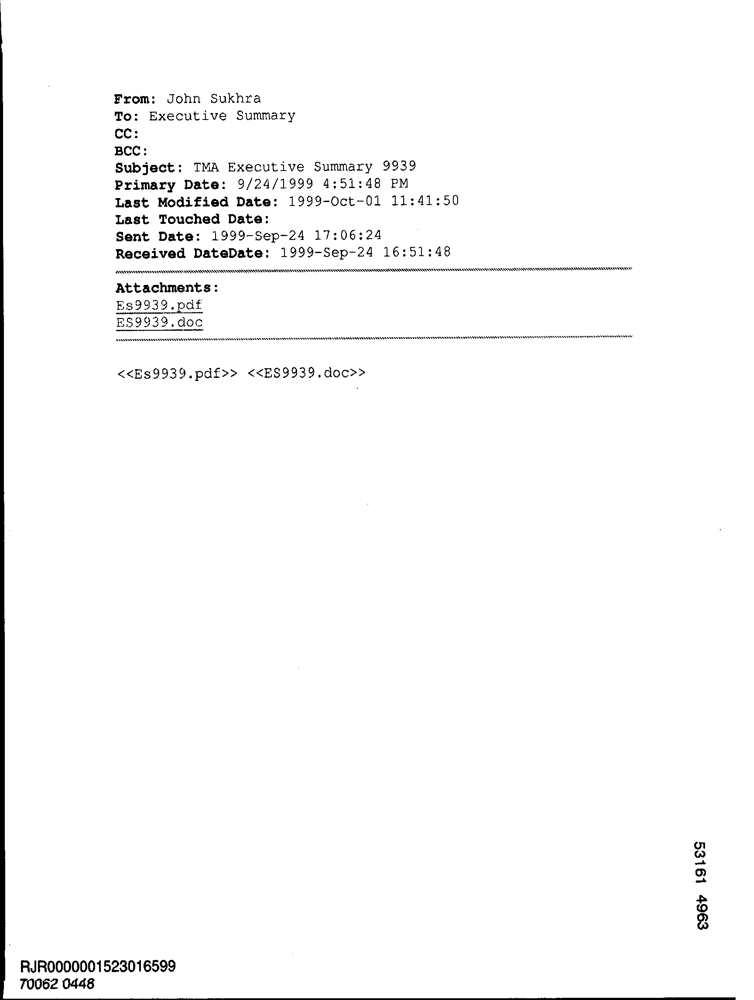 From: John Sukhra
To: Executive Summary
CC:
BCC:
Subject: TMA Executive Summary 9939
Primary Date: 9/24/1999 4:51:48 PM
Last Modified Date: 1999-Oct-01 11:41:50
Last Touched Date:
Sent Date: 1999-Sep-24 17:06:24
Received DateDate: 1999-Sep-24 16:51:48
Attachments:
Es9939.pdf
ES9939.doc
<<Es9939.pdf>> <<ES9939.doc>>
53161 4963
RJR0000001523016599
70062 0448